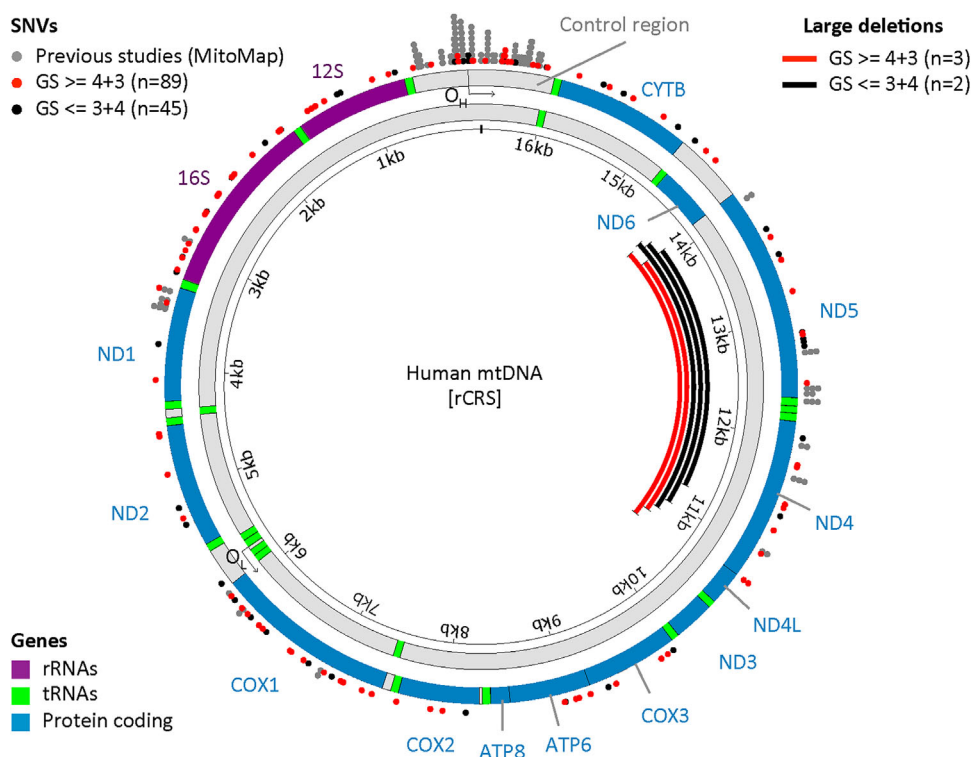 SNVs
Previous studies (MitoMap)
GS >= 4+3 (n=89)
GS <= 3+4 (n=45)
Control region
Large deletions
GS >= 4+3 (n=3)
GS <= 3+4 (n=2)
12S
16S
CYTB
ND6
ND5
ND4
ND4L
ND3
COX3
ATP6
ATP8
COX2
COX1
ND2
ND1
OH
OL
1kb
2kb
3kb
4kb
5kb
6kb
7kb
8kb
9kb
10kb
11kb
12kb
13kb
14kb
15kb
16kb
Human mtDNA
[rCRS]
Genes
rRNAs
tRNAs
Protein coding